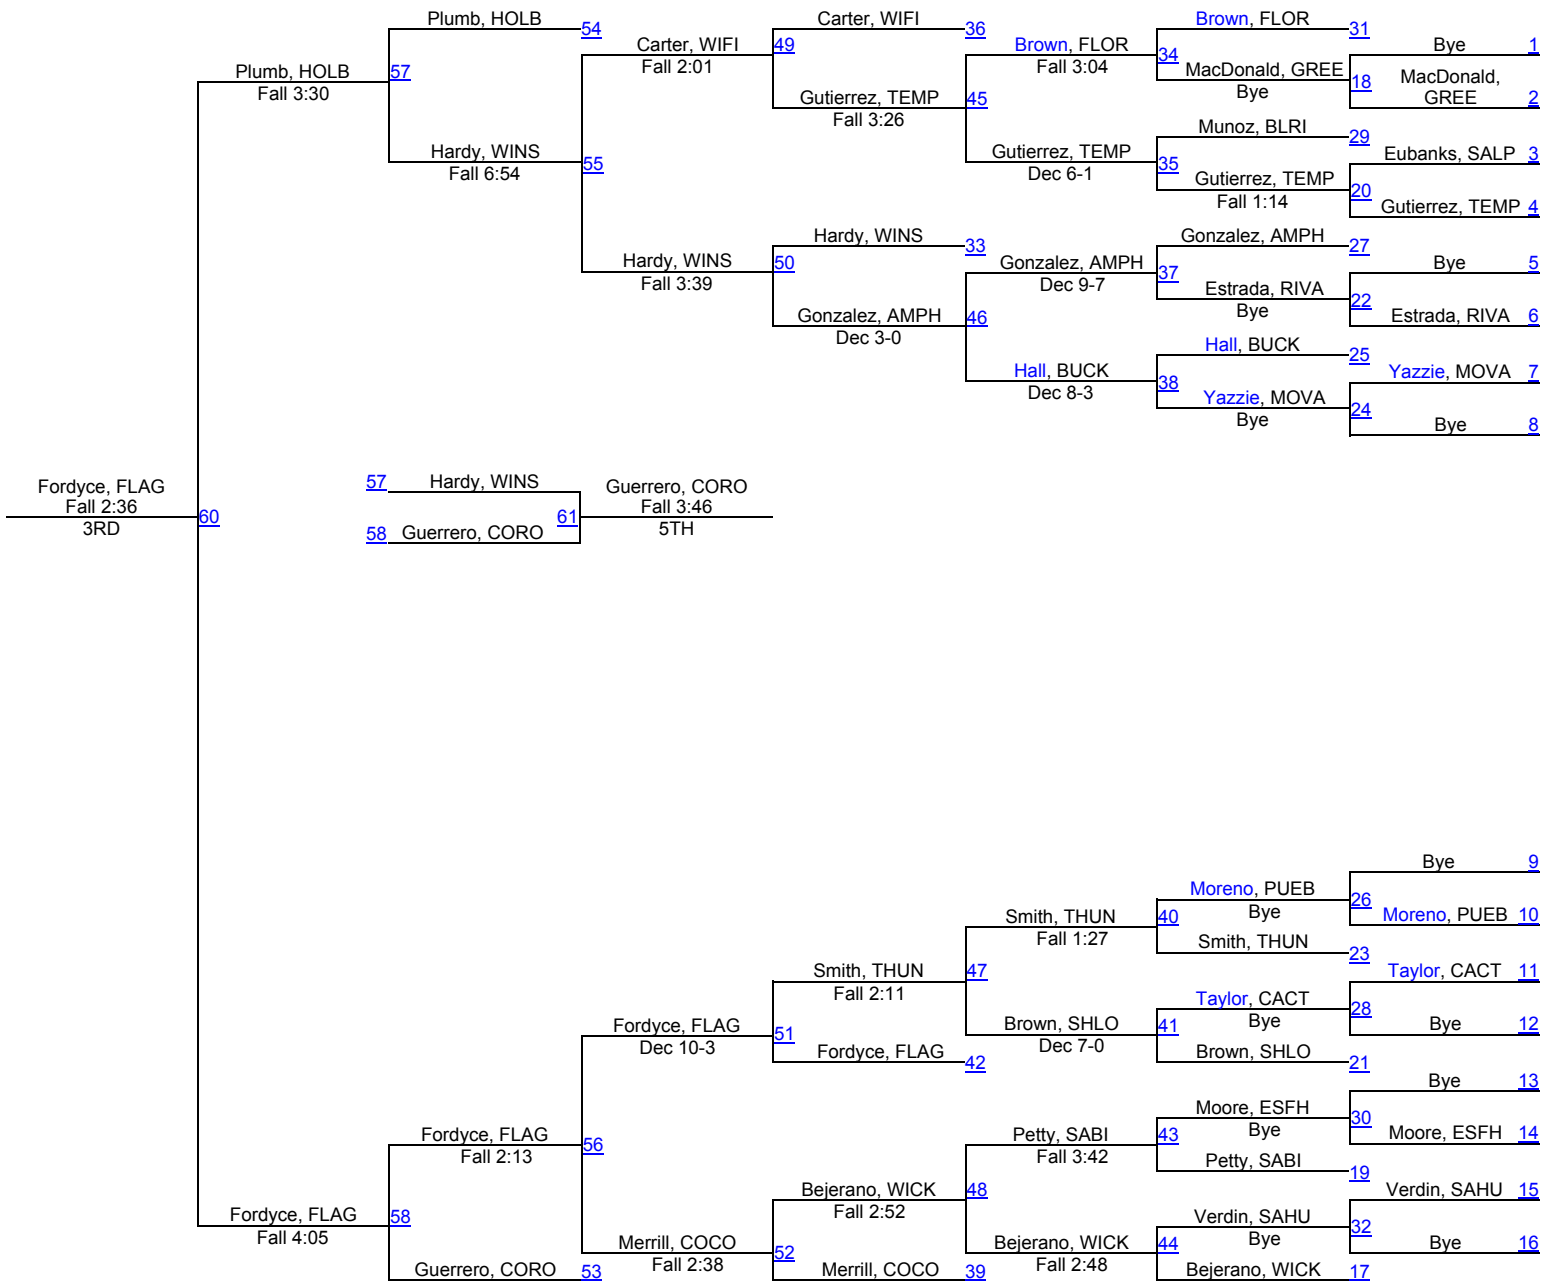 Plumb, HOLB
54
Carter, WIFI
36
Brown, FLOR
31
Carter, WIFI
49
Fall 2:01
Brown, FLOR
34
Fall 3:04
Bye
1
Plumb, HOLB
57
Fall 3:30
MacDonald, GREE
18
Bye
MacDonald,
GREE
2
Gutierrez, TEMP
45
Fall 3:26
Munoz, BLRI
29
Hardy, WINS
55
Fall 6:54
Gutierrez, TEMP
35
Dec 6-1
Eubanks, SALP
3
Gutierrez, TEMP
20
Fall 1:14
Gutierrez, TEMP
4
Hardy, WINS
33
Gonzalez, AMPH
27
Hardy, WINS
50
Fall 3:39
Gonzalez, AMPH
37
Dec 9-7
Bye
5
Estrada, RIVA
22
Bye
Gonzalez, AMPH
46
Dec 3-0
Estrada, RIVA
6
Hall, BUCK
25
Hall, BUCK
38
Dec 8-3
Yazzie, MOVA
7
Yazzie, MOVA
24
Bye
Bye
8
Fordyce, FLAG
Fall 2:36
60
3RD
57
Hardy, WINS
Guerrero, CORO
Fall 3:46
61
5TH
58
Guerrero, CORO
Bye
9
Moreno, PUEB
26
Bye
Smith, THUN
40
Fall 1:27
Moreno, PUEB
10
Smith, THUN
23
Smith, THUN
47
Fall 2:11
Taylor, CACT
11
Taylor, CACT
28
Bye
Fordyce, FLAG
51
Dec 10-3
Brown, SHLO
41
Dec 7-0
Bye
12
Fordyce, FLAG
42
Brown, SHLO
21
Bye
13
Moore, ESFH
30
Bye
Fordyce, FLAG
56
Fall 2:13
Petty, SABI
43
Fall 3:42
Moore, ESFH
14
Petty, SABI
19
Bejerano, WICK
48
Fall 2:52
Verdin, SAHU
15
Fordyce, FLAG
58
Fall 4:05
Verdin, SAHU
32
Bye
Merrill, COCO
52
Fall 2:38
Bejerano, WICK
44
Fall 2:48
Bye
16
Guerrero, CORO
53
Merrill, COCO
39
Bejerano, WICK
17